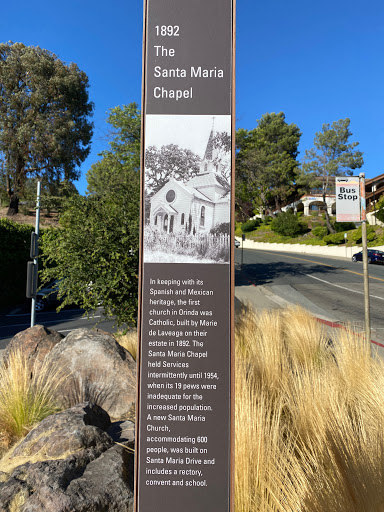 1892
The
Santa Maria
Chapel
In keeping with its
Spanish and Mexican
heritage, the first
church in Orinda was
Catholic, built by Marie
de Laveaga on their
estate in 1892. The
Santa Maria Chapel
held Services
intermittently until 1954,
when its 19 pews were
inadequate for the
increased population.
A new Santa Maria
Church,
accommodating 600
people, was built on
Santa Maria Drive and
includes a rectory,
convent and school.
Bus
Stop